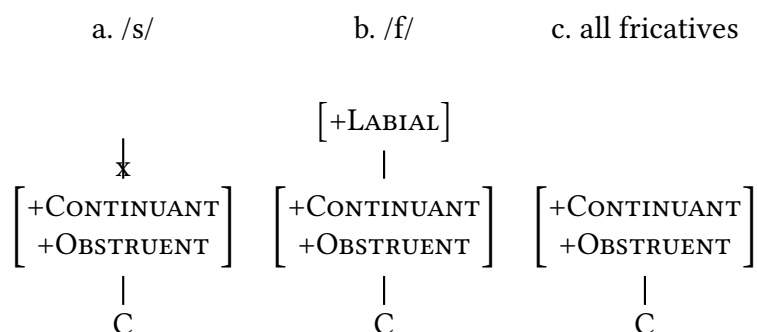 a. /s/ b. /f/ c. all fricatives
[+LABIAL]
x
[+CONTINUANT [+CONTINUANT [+CONTINUANT
+OBSTRUENT] +OBSTRUENT] +OBSTRUENT]
C C C